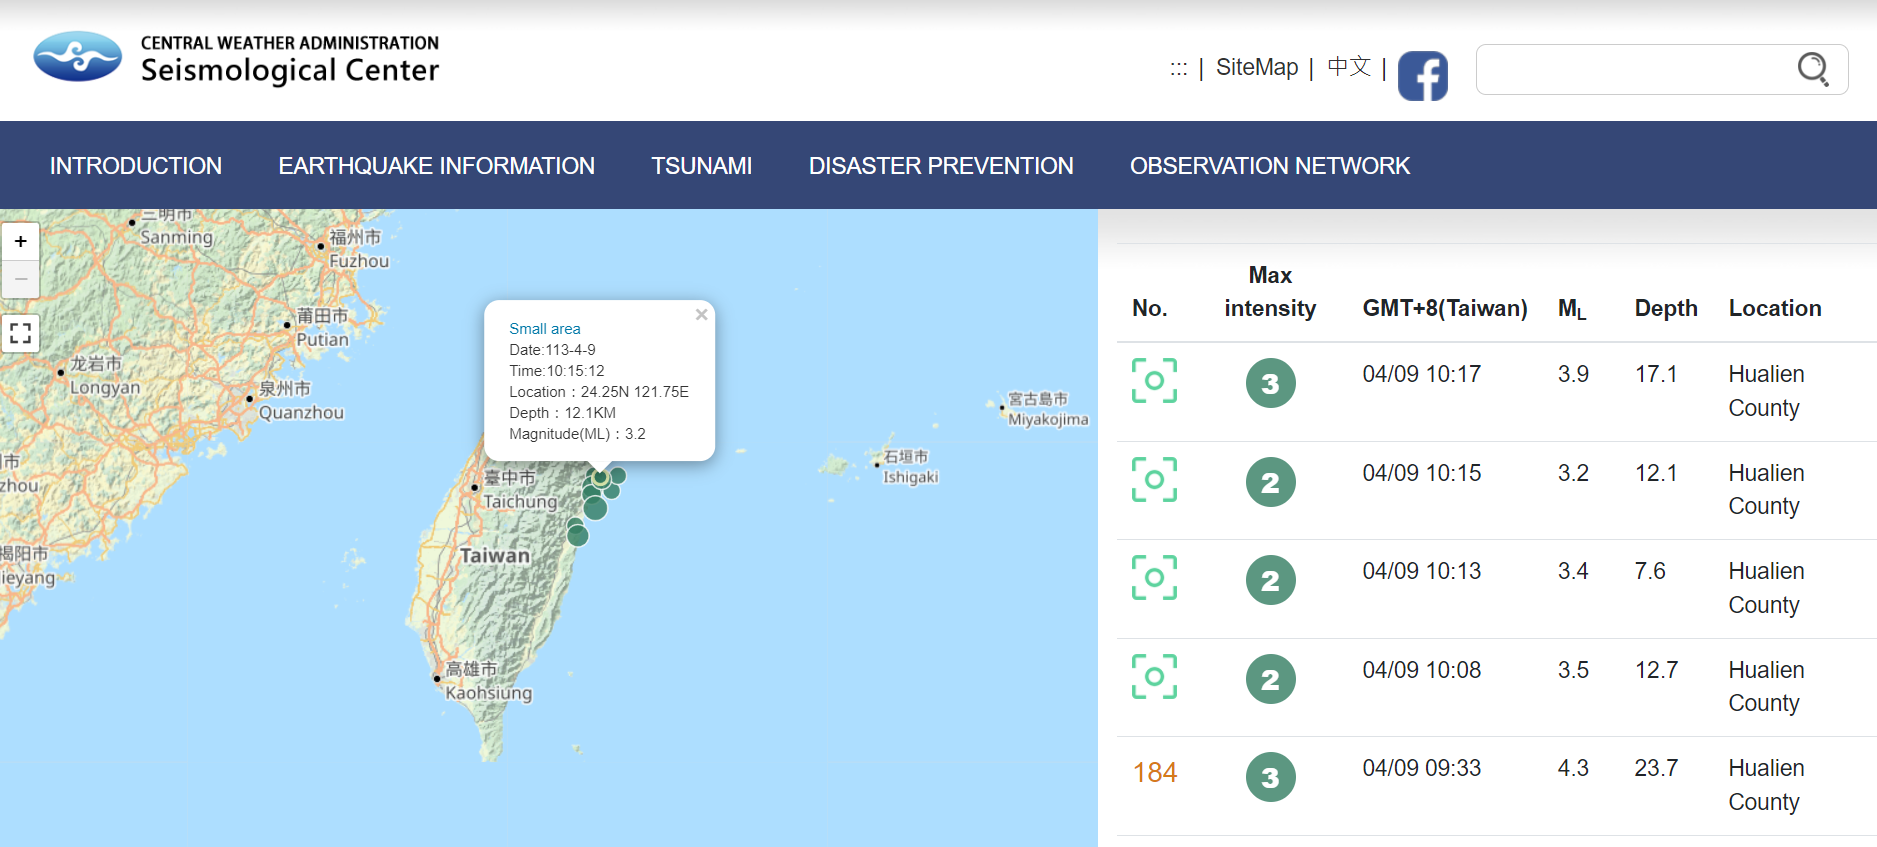 CENTRAL WEATHER ADMINISTRATION
Seismological Center
::: | SiteMap | 中文 |
INTRODUCTION EARTHQUAKE INFORMATION TSUNAMI DISASTER PREVENTION OBSERVATION NETWORK
+
−
三明市
Sanming
福州市
Fuzhou
莆田市
Putian
龙岩市
Longyan
泉州市
Quanzhou
揭阳市
臺中市
Taichung
Taiwan
高雄市
Kaohsiung
宮古島市
Miyakojima
石垣市
Ishigaki
×
Small area
Date:113-4-9
Time:10:15:12
Location：24.25N 121.75E
Depth：12.1KM
Magnitude(ML)：3.2
No. Max intensity GMT+8(Taiwan) ML Depth Location
3 04/09 10:17 3.9 17.1 Hualien
County
2 04/09 10:15 3.2 12.1 Hualien
County
2 04/09 10:13 3.4 7.6 Hualien
County
2 04/09 10:08 3.5 12.7 Hualien
County
184 3 04/09 09:33 4.3 23.7 Hualien
County